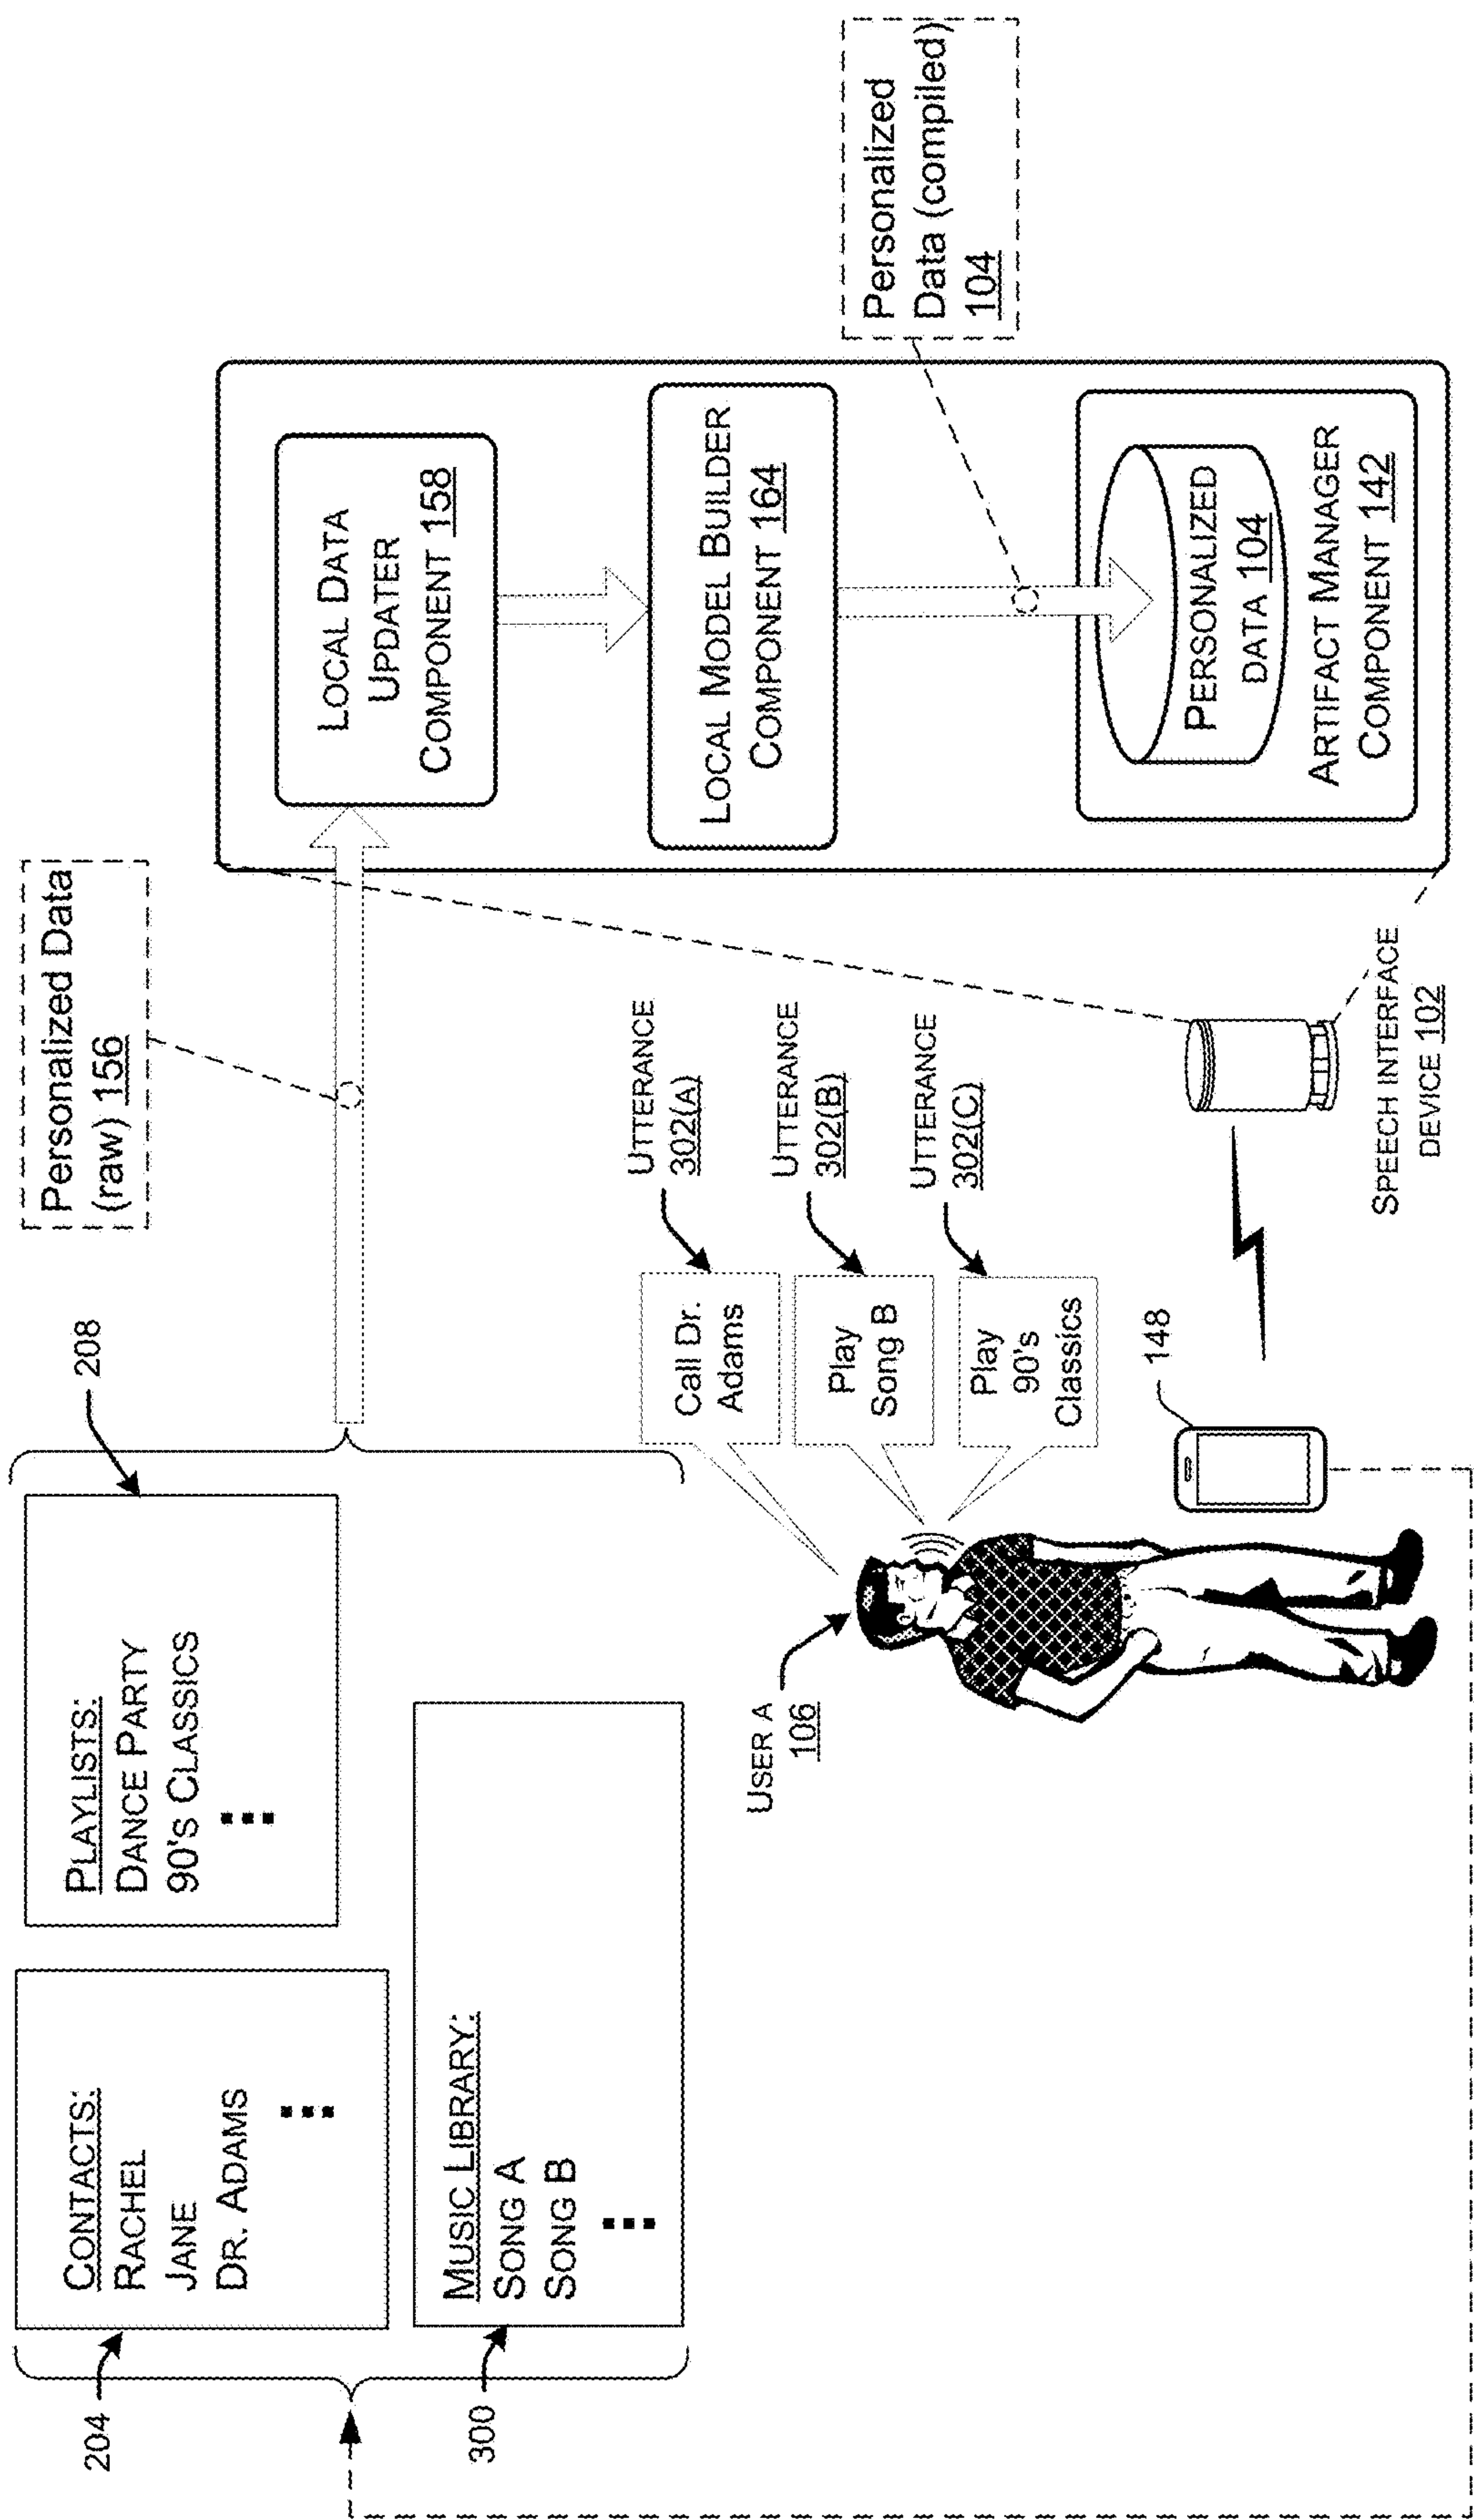 204
CONTACTS:
RACHEL
JANE
DR. ADAMS
PLAYLISTS:
DANCE PARTY
90'S CLASSICS
208
300
MUSIC LIBRARY:
SONG A
SONG B
Personalized Data
(raw) 156
LOCAL DATA
UPDATER
COMPONENT 158
LOCAL MODEL BUILDER
COMPONENT 164
Personalized
Data (compiled)
104
PERSONALIZED
DATA 104
ARTIFACT MANAGER
COMPONENT 142
USER A
106
Call Dr.
Adams
UTTERANCE
302(A)
Play
Song B
UTTERANCE
302(B)
Play
90's
Classics
UTTERANCE
302(C)
148
SPEECH INTERFACE
DEVICE 102